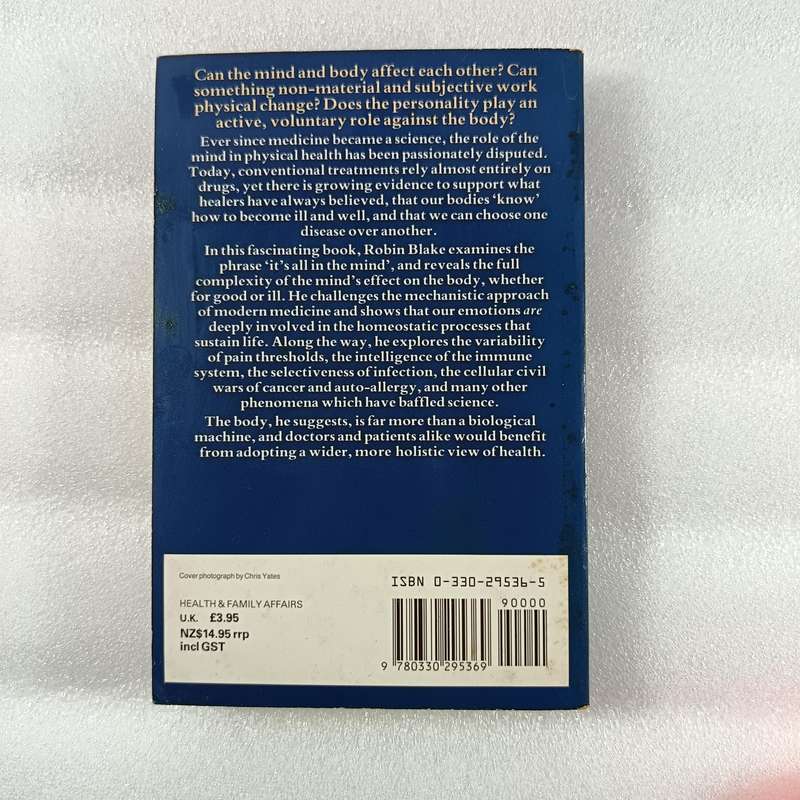 Can the mind and body affect each other? Can
something non-material and subjective work
physical change? Does the personality play an
active, voluntary role against the body?
Ever since medicine became a science, the role of the
mind in physical health has been passionately disputed.
Today, conventional treatments rely almost entirely on
drugs, yet there is growing evidence to support what
healers have always believed, that our bodies ‘know’
how to become ill and well, and that we can choose one
disease over another.
In this fascinating book, Robin Blake examines the
phrase ‘it’s all in the mind’, and reveals the full
complexity of the mind’s effect on the body, whether
for good or ill. He challenges the mechanistic approach
of modern medicine and shows that our emotions are
deeply involved in the homeostatic processes that
sustain life. Along the way, he explores the variability
of pain thresholds, the intelligence of the immune
system, the selectiveness of infection, the cellular civil
wars of cancer and auto-allergy, and many other
phenomena which have baffled science.
The body, he suggests, is far more than a biological
machine, and doctors and patients alike would benefit
from adopting a wider, more holistic view of health.
Cover photograph by Chris Yates
HEALTH & FAMILY AFFAIRS
U.K. £3.95
NZ$14.95 rrp
incl GST
ISBN 0-330-29536-5
90000
9 780330 295369